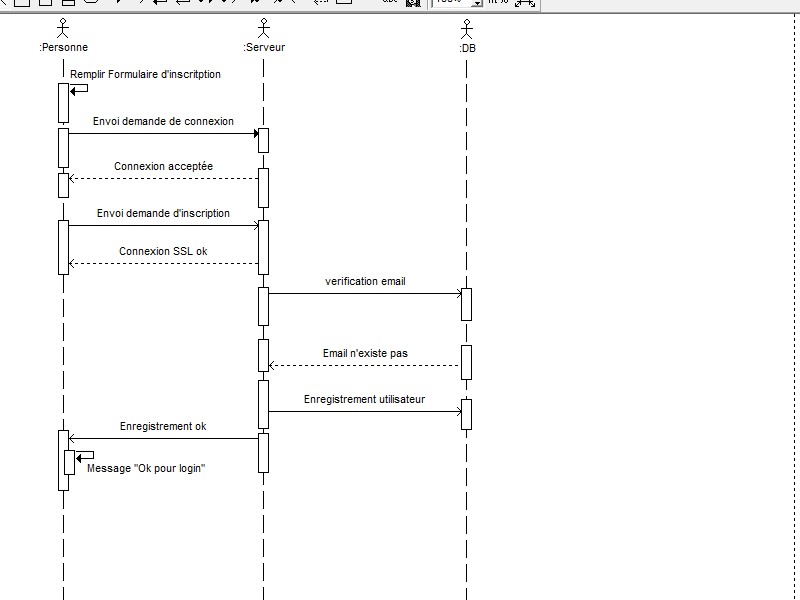 :Personne
:Serveur
:DB
Remplir Formulaire d'inscritption
Envoi demande de connexion
Connexion acceptée
Envoi demande d'inscription
Connexion SSL ok
verification email
Email n'existe pas
Enregistrement utilisateur
Enregistrement ok
Message "Ok pour login"